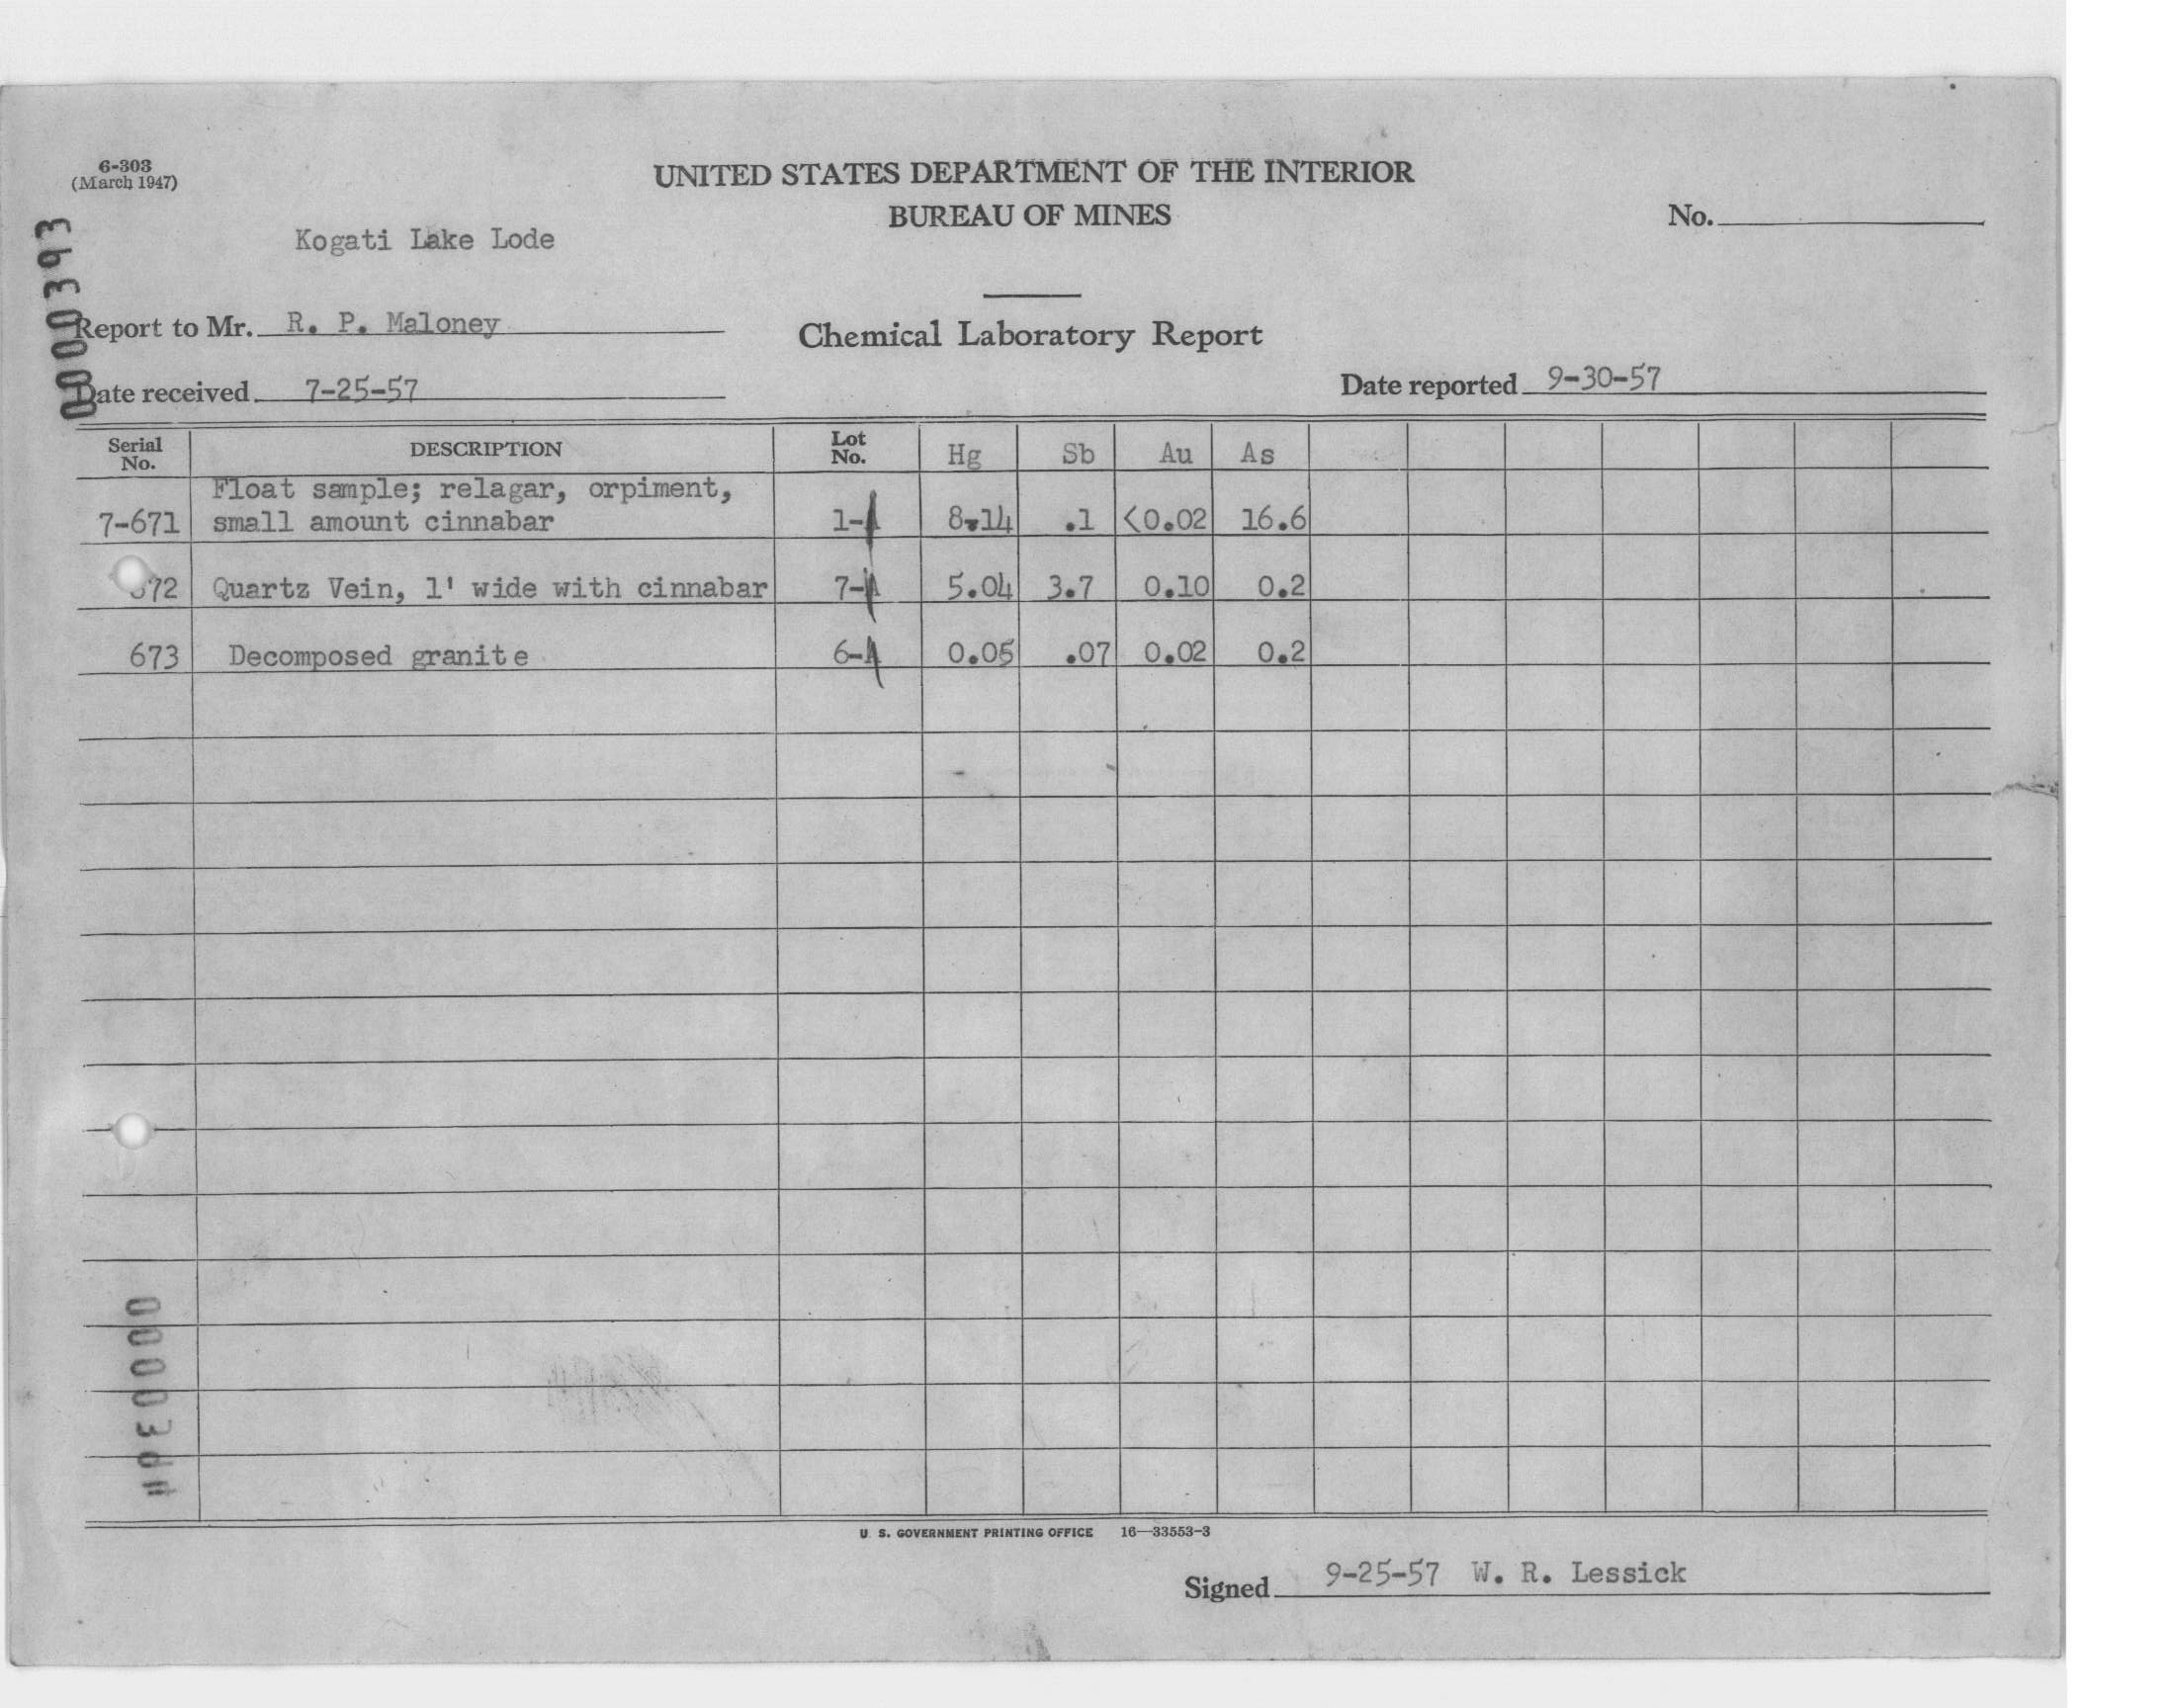 6-303
(March 1947)
UNITED STATES DEPARTMENT OF THE INTERIOR
BUREAU OF MINES
No.
Kogati Lake Lode
Report to Mr. R. P. Maloney
Chemical Laboratory Report
Date received 7-25-57
Date reported 9-30-57
Serial No. DESCRIPTION Lot No. Hg Sb Au As
Float sample; relagar, orpiment,
7-671 small amount cinnabar 1- 8.14 .1 <0.02 16.6
72 Quartz Vein, 1' wide with cinnabar 7- 5.04 3.7 0.10 0.2
673 Decomposed granite 6- 0.05 .07 0.02 0.2
U. S. GOVERNMENT PRINTING OFFICE 16—33553-3
Signed 9-25-57 W. R. Lessick